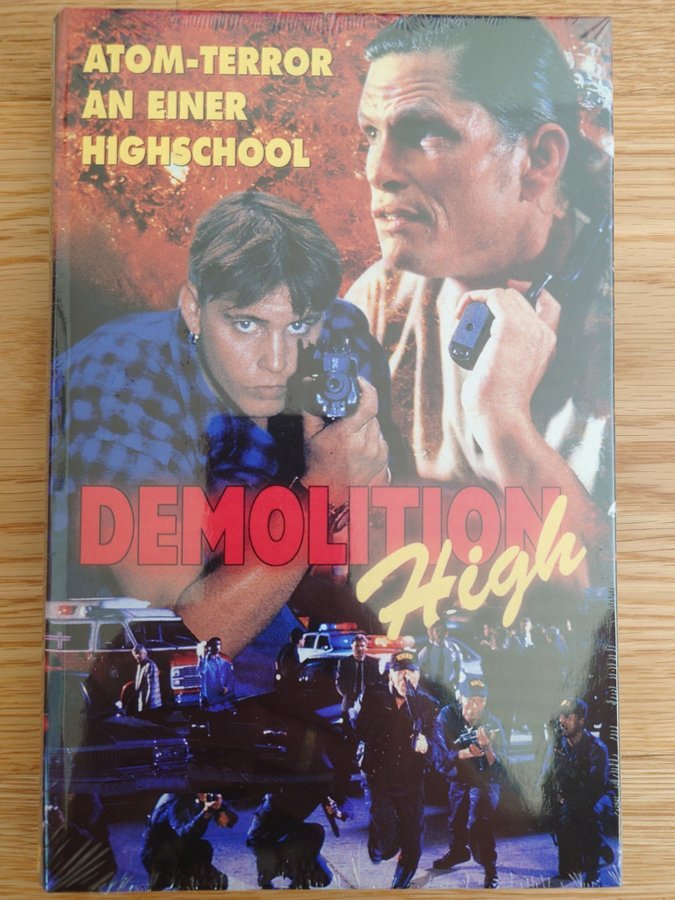 ATOM-TERROR
AN EINER
HIGHSCHOOL
DEMOLITION
High